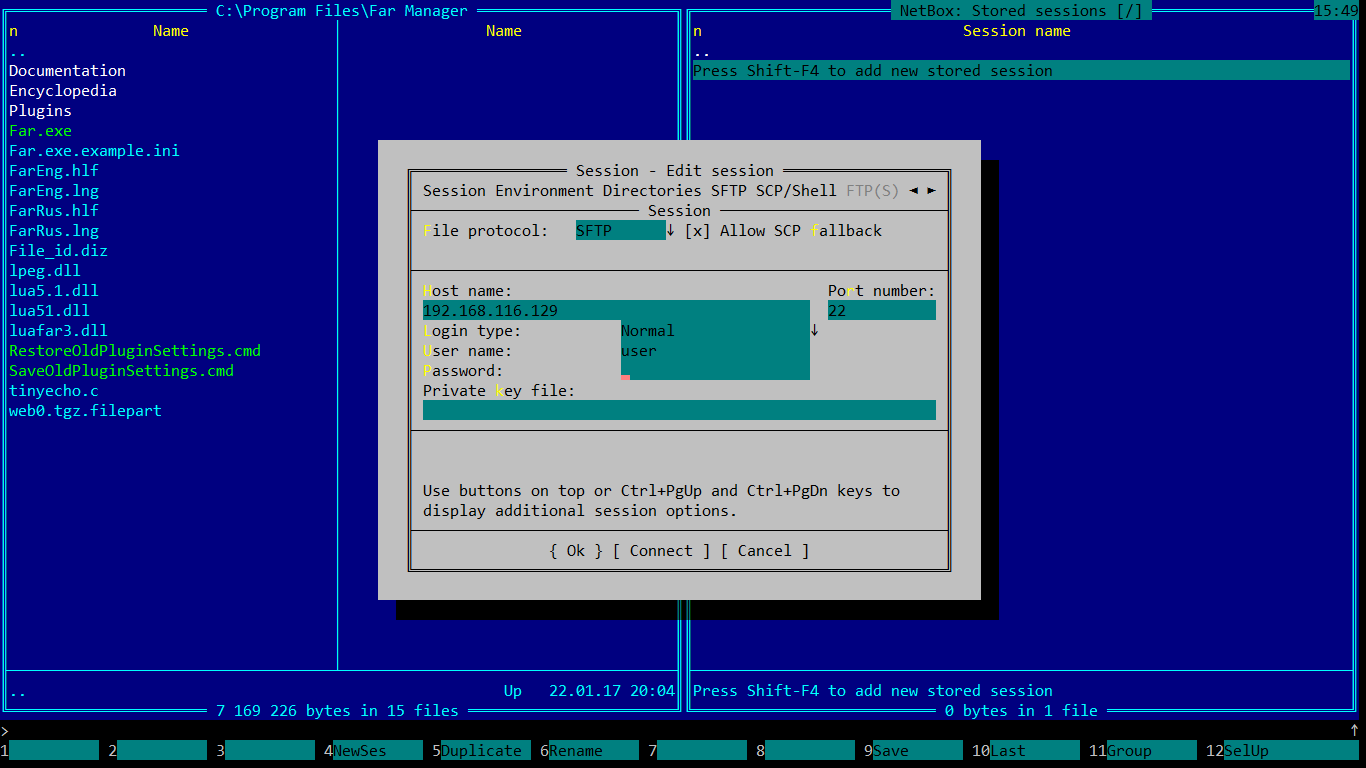 C:\Program Files\Far Manager
NetBox: Stored sessions [/]
15:49
n Name Name
n Session name
..
..
Documentation
Press Shift-F4 to add new stored session
Encyclopedia
Plugins
Far.exe
Far.exe.example.ini
FarEng.hlf
FarEng.lng
FarRus.hlf
FarRus.lng
File_id.diz
lpeg.dll
lua5.1.dll
lua51.dll
luafar3.dll
RestoreOldPluginSettings.cmd
SaveOldPluginSettings.cmd
tinyecho.c
web0.tgz.filepart
Session - Edit session
Session Environment Directories SFTP SCP/Shell FTP(S) ◄ ►
Session
File protocol: SFTP ↓ [x] Allow SCP fallback
Host name: Port number:
192.168.116.129 22
Login type: Normal ↓
User name: user
Password:
Private key file:
Use buttons on top or Ctrl+PgUp and Ctrl+PgDn keys to
display additional session options.
{ Ok } [ Connect ] [ Cancel ]
.. Up 22.01.17 20:04
Press Shift-F4 to add new stored session
7 169 226 bytes in 15 files
0 bytes in 1 file
> ↑
1 2 3 4NewSes 5Duplicate 6Rename 7 8 9Save 10Last 11Group 12SelUp